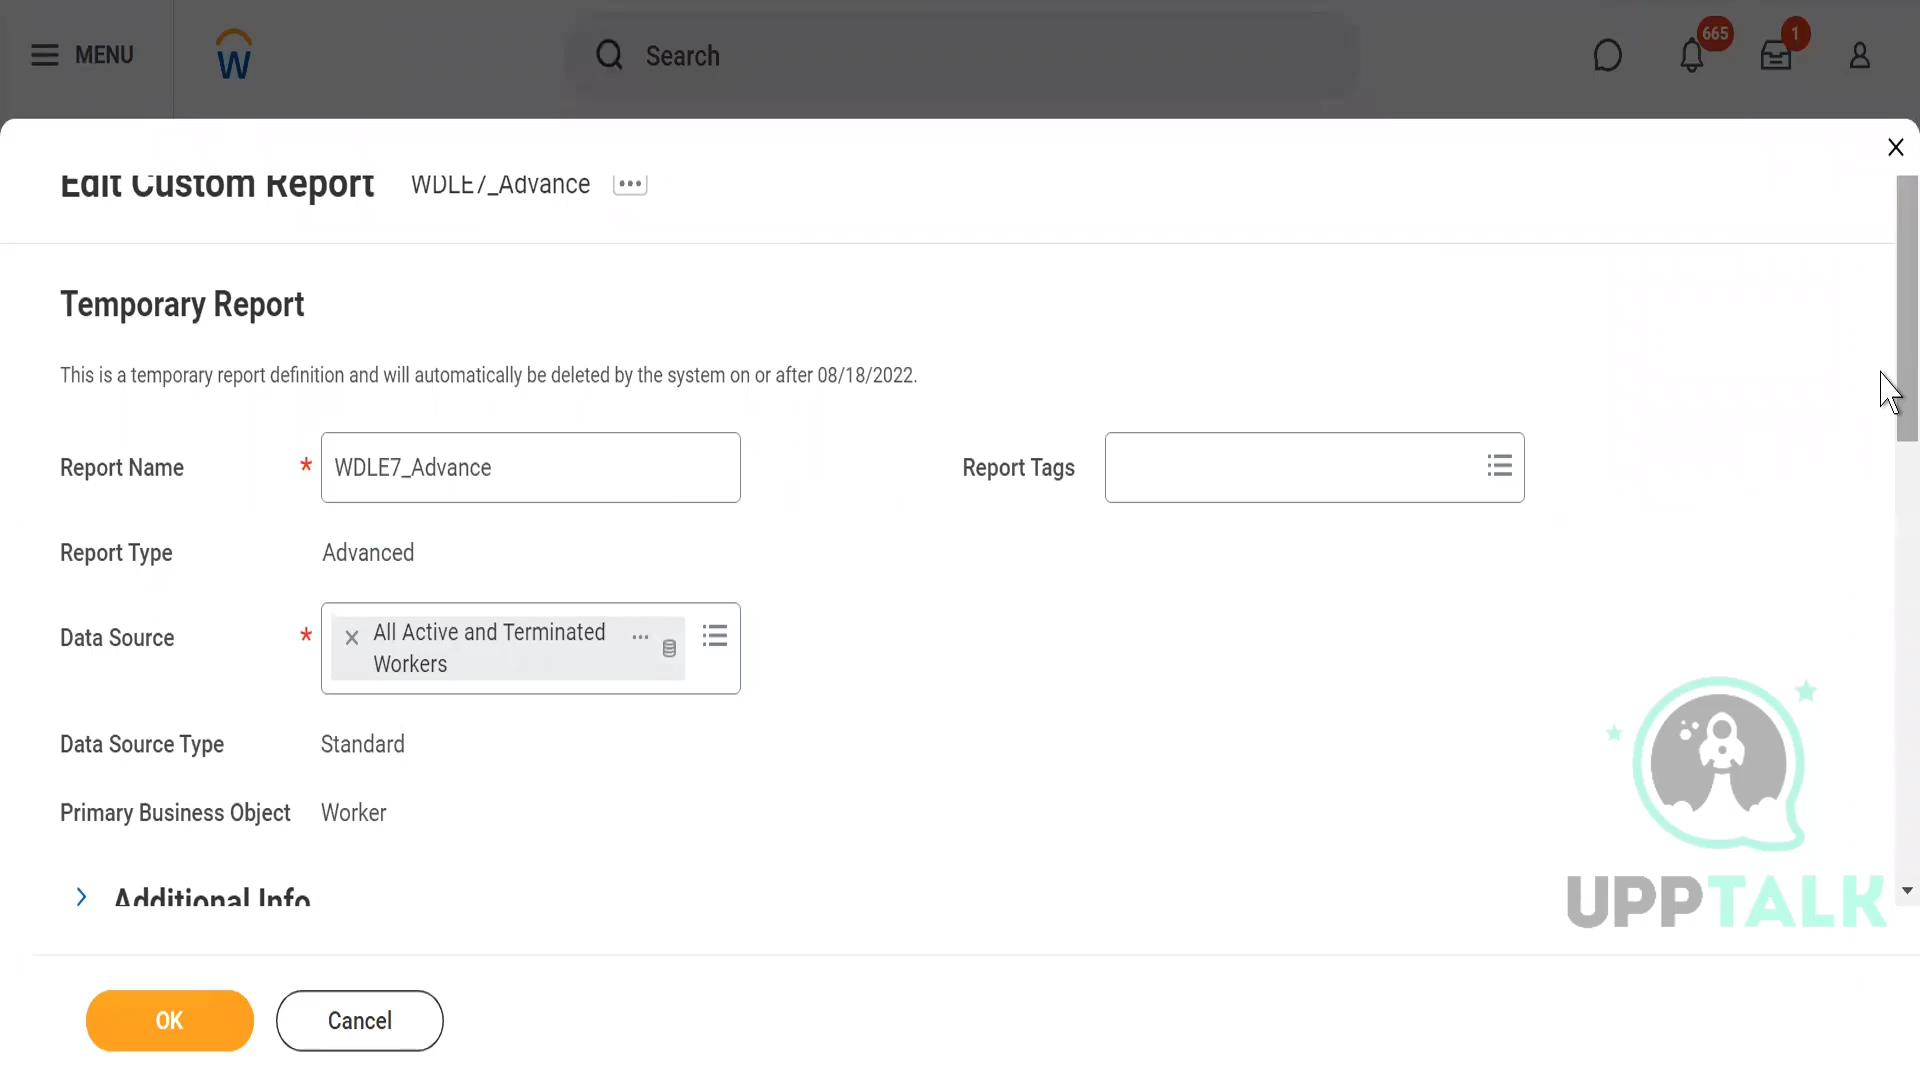 MENU
W
Search
665
1
Edit Custom Report WDLE7_Advance
Temporary Report
This is a temporary report definition and will automatically be deleted by the system on or after 08/18/2022.
Report Name * WDLE7_Advance
Report Tags
Report Type Advanced
Data Source * All Active and Terminated
Workers
Data Source Type Standard
Primary Business Object Worker
Additional Info
UPPTALK
OK
Cancel